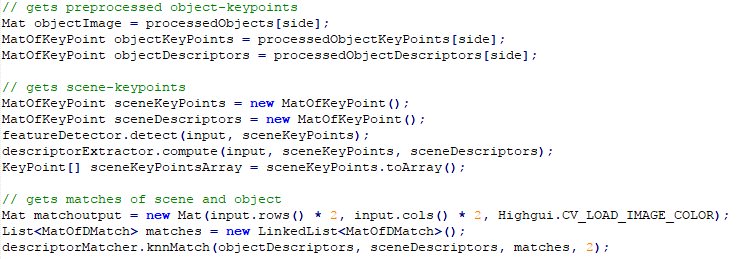 // gets preprocessed object-keypoints
Mat objectImage = processedObjects[side];
MatOfKeyPoint objectKeyPoints = processedObjectKeyPoints[side];
MatOfKeyPoint objectDescriptors = processedObjectDescriptors[side];

// gets scene-keypoints
MatOfKeyPoint sceneKeyPoints = new MatOfKeyPoint();
MatOfKeyPoint sceneDescriptors = new MatOfKeyPoint();
featureDetector.detect(input, sceneKeyPoints);
descriptorExtractor.compute(input, sceneKeyPoints, sceneDescriptors);
KeyPoint[] sceneKeyPointsArray = sceneKeyPoints.toArray();

// gets matches of scene and object
Mat matchoutput = new Mat(input.rows() * 2, input.cols() * 2, Highgui.CV_LOAD_IMAGE_COLOR);
List<MatOfDMatch> matches = new LinkedList<MatOfDMatch>();
descriptorMatcher.knnMatch(objectDescriptors, sceneDescriptors, matches, 2);